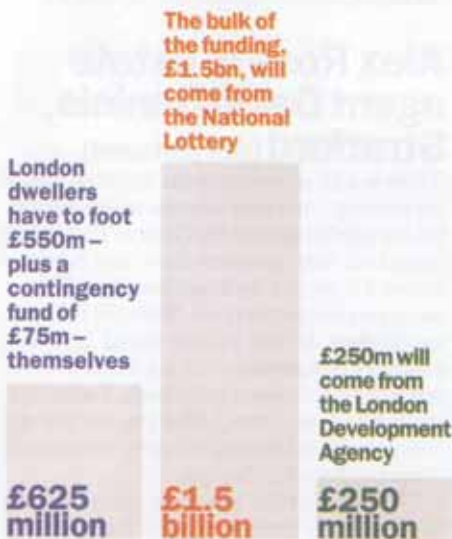 The bulk of
the funding,
£1.5bn, will
come from
the National
Lottery
London
dwellers
have to foot
£550m –
plus a
contingency
fund of
£75m –
themselves
£250m will
come from
the London
Development
Agency
£625
million
£1.5
billion
£250
million